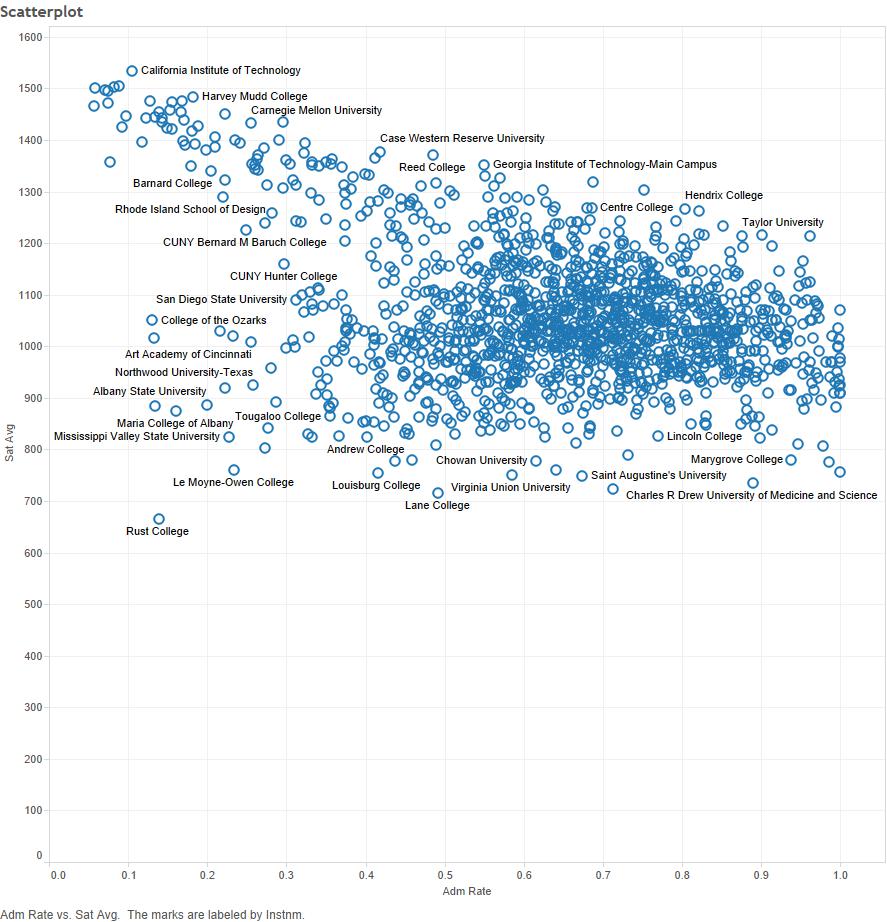 Scatterplot
1600
1500
1400
1300
1200
1100
1000
900
800
700
600
500
400
300
200
100
0
Sat Avg
California Institute of Technology
Harvey Mudd College
Carnegie Mellon University
Case Western Reserve University
Reed College
Georgia Institute of Technology-Main Campus
Barnard College
Hendrix College
Rhode Island School of Design
Centre College
Taylor University
CUNY Bernard M Baruch College
CUNY Hunter College
San Diego State University
College of the Ozarks
Art Academy of Cincinnati
Northwood University-Texas
Albany State University
Tougaloo College
Maria College of Albany
Mississippi Valley State University
Lincoln College
Andrew College
Chowan University
Marygrove College
Saint Augustine's University
Le Moyne-Owen College
Louisburg College
Virginia Union University
Charles R Drew University of Medicine and Science
Lane College
Rust College
0.0 0.1 0.2 0.3 0.4 0.5 0.6 0.7 0.8 0.9 1.0
Adm Rate
Adm Rate vs. Sat Avg. The marks are labeled by Instnm.